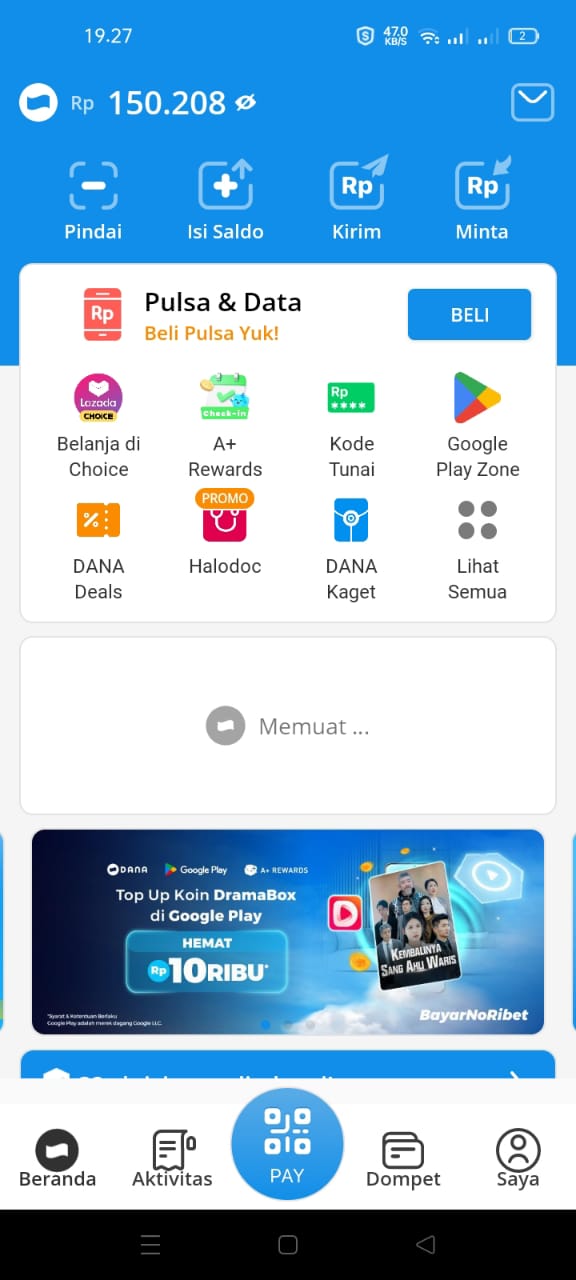 19.27
47.0
KB/S
2
Rp 150.208
Pindai
Isi Saldo
Rp
Kirim
Rp
Minta
Rp
Pulsa & Data
Beli Pulsa Yuk!
BELI
Lazada
CHOICE
Belanja di
Choice
Check-in
A+
Rewards
Rp
****
Kode
Tunai
Google
Play Zone
DANA
Deals
PROMO
Halodoc
DANA
Kaget
Lihat
Semua
Memuat ...
DANA Google Play A+ REWARDS
Top Up Koin DramaBox
di Google Play
HEMAT
Rp 10RIBU*
KEMBALINYA
SANG AHLI WARIS
*Syarat & Ketentuan Berlaku
Google Play adalah merek dagang Google LLC.
BayarNoRibet
PAY
Beranda
Aktivitas
Dompet
Saya